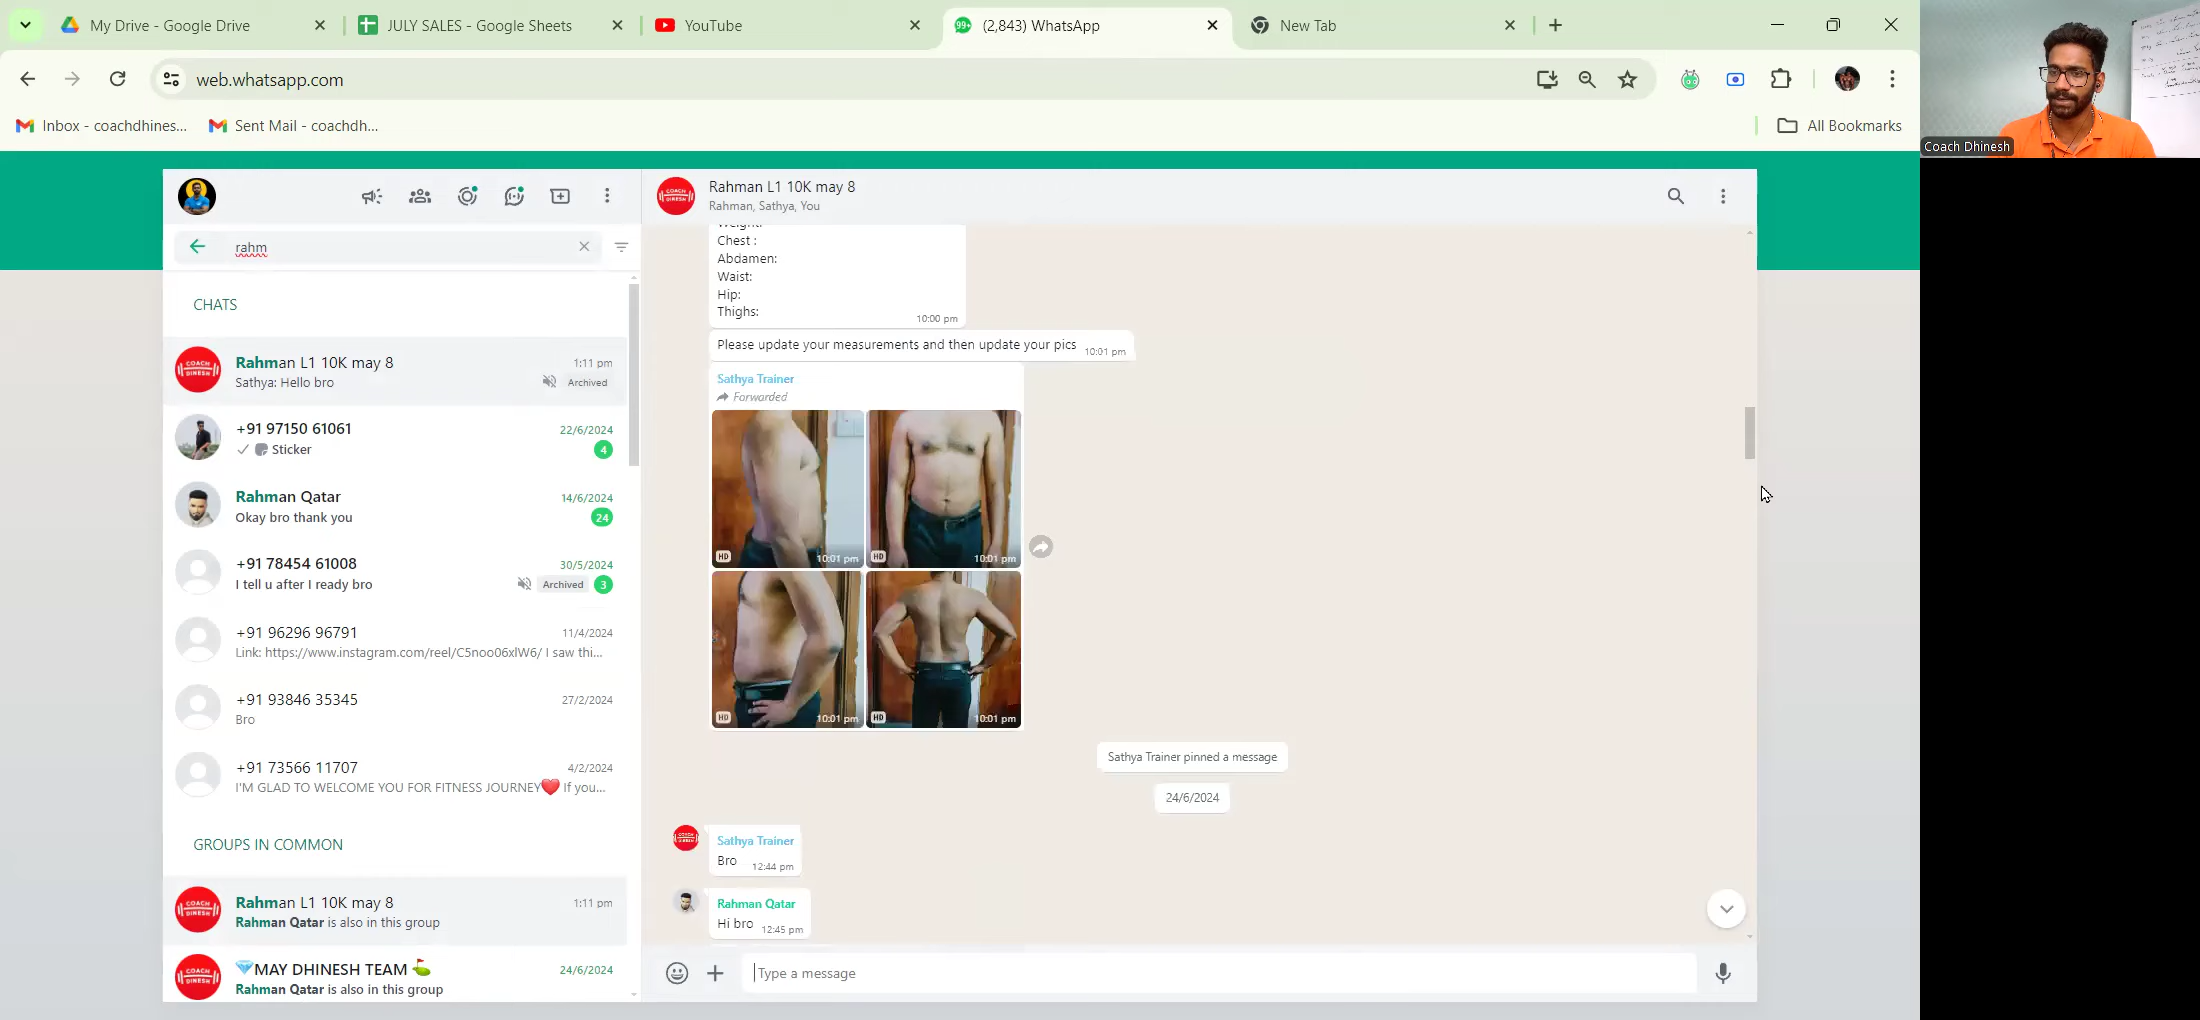 My Drive - Google Drive
JULY SALES - Google Sheets
YouTube
99+
(2,843) WhatsApp
New Tab
web.whatsapp.com
Inbox - coachdhines...
Sent Mail - coachdh...
All Bookmarks
Coach Dhinesh
rahm
CHATS
Rahman L1 10K may 8
1:11 pm
Sathya: Hello bro
Archived
+91 97150 61061
22/6/2024
Sticker
4
Rahman Qatar
14/6/2024
Okay bro thank you
24
+91 78454 61008
30/5/2024
I tell u after I ready bro
Archived
3
+91 96296 96791
11/4/2024
Link: https://www.instagram.com/reel/C5noo06xlW6/ I saw thi...
+91 93846 35345
27/2/2024
Bro
+91 73566 11707
4/2/2024
I'M GLAD TO WELCOME YOU FOR FITNESS JOURNEY❤️ If you...
GROUPS IN COMMON
Rahman L1 10K may 8
1:11 pm
Rahman Qatar is also in this group
💎MAY DHINESH TEAM ⛳
24/6/2024
Rahman Qatar is also in this group
COACH DINESH
Rahman L1 10K may 8
Rahman, Sathya, You
Weight:
Chest :
Abdamen:
Waist:
Hip:
Thighs:
10:00 pm
Please update your measurements and then update your pics
10:01 pm
Sathya Trainer
Forwarded
HD
10:01 pm
HD
10:01 pm
HD
10:01 pm
HD
10:01 pm
Sathya Trainer pinned a message
24/6/2024
Sathya Trainer
Bro
12:44 pm
Rahman Qatar
Hi bro
12:45 pm
Type a message